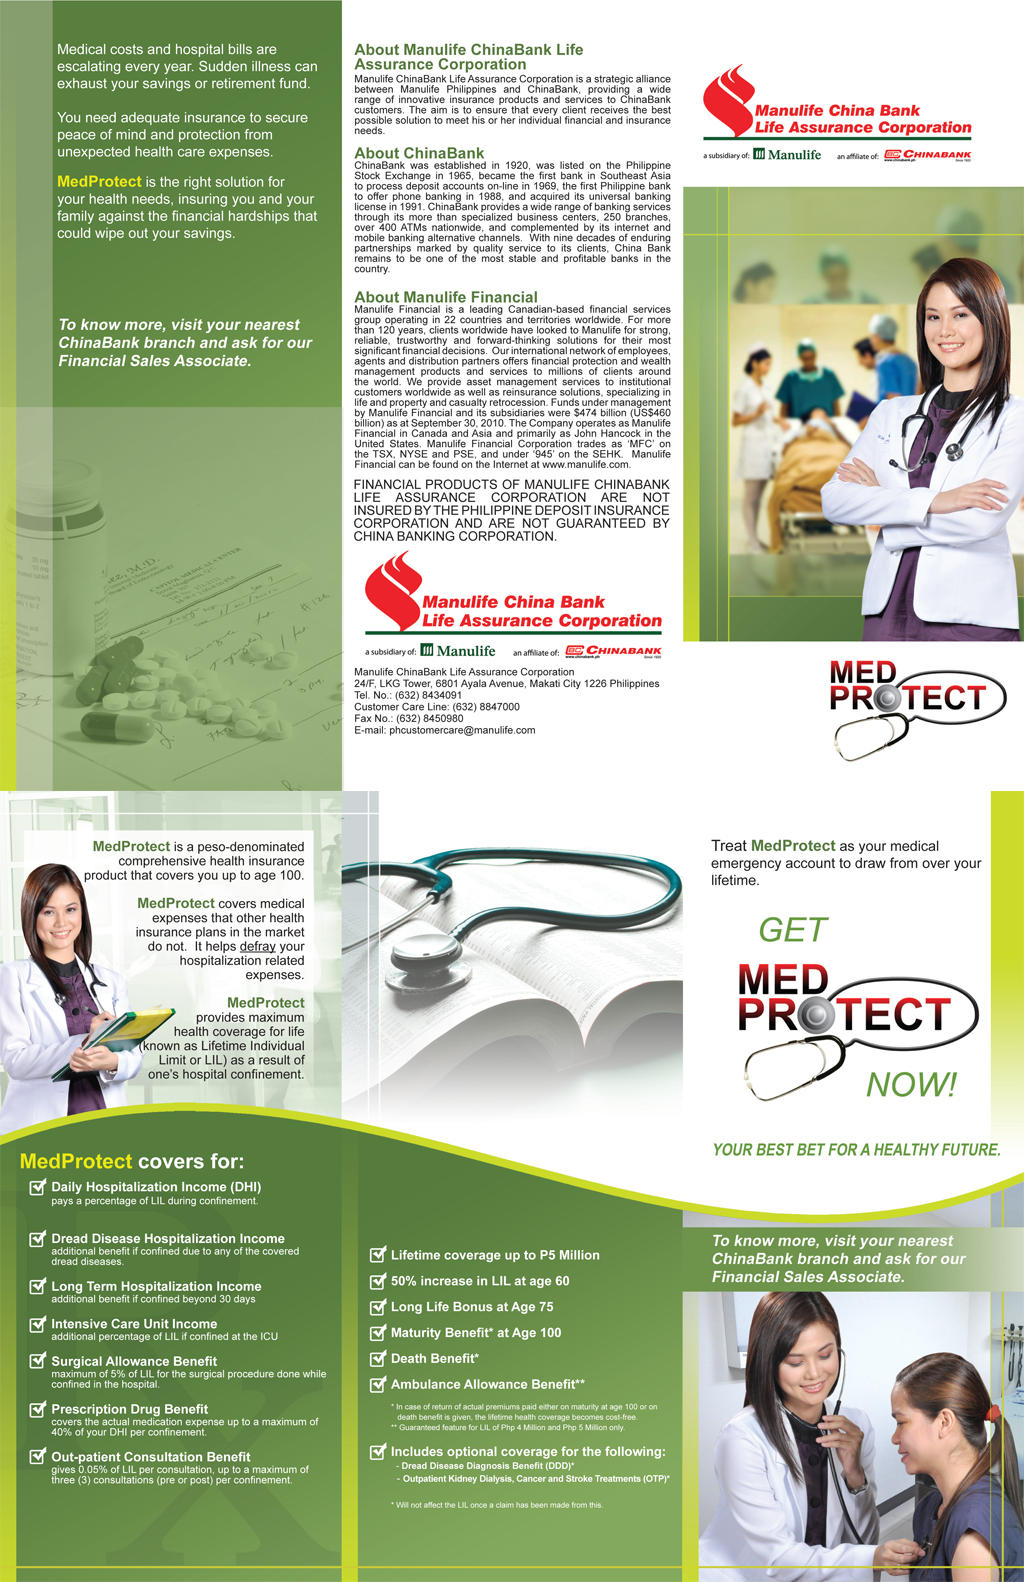 Medical costs and hospital bills are
escalating every year. Sudden illness can
exhaust your savings or retirement fund.
You need adequate insurance to secure
peace of mind and protection from
unexpected health care expenses.
MedProtect is the right solution for
your health needs, insuring you and your
family against the financial hardships that
could wipe out your savings.
To know more, visit your nearest
ChinaBank branch and ask for our
Financial Sales Associate.
About Manulife ChinaBank Life
Assurance Corporation
Manulife ChinaBank Life Assurance Corporation is a strategic alliance
between Manulife Philippines and ChinaBank, providing a wide
range of innovative insurance products and services to ChinaBank
customers. The aim is to ensure that every client receives the best
possible solution to meet his or her individual financial and insurance
needs.
About ChinaBank
ChinaBank was established in 1920, was listed on the Philippine
Stock Exchange in 1965, became the first bank in Southeast Asia
to process deposit accounts on-line in 1969, the first Philippine bank
to offer phone banking in 1988, and acquired its universal banking
license in 1991. ChinaBank provides a wide range of banking services
through its more than specialized business centers, 250 branches,
over 400 ATMs nationwide, and complemented by its internet and
mobile banking alternative channels. With nine decades of enduring
partnerships marked by quality service to its clients, China Bank
remains to be one of the most stable and profitable banks in the
country.
About Manulife Financial
Manulife Financial is a leading Canadian-based financial services
group operating in 22 countries and territories worldwide. For more
than 120 years, clients worldwide have looked to Manulife for strong,
reliable, trustworthy and forward-thinking solutions for their most
significant financial decisions. Our international network of employees,
agents and distribution partners offers financial protection and wealth
management products and services to millions of clients around
the world. We provide asset management services to institutional
customers worldwide as well as reinsurance solutions, specializing in
life and property and casualty retrocession. Funds under management
by Manulife Financial and its subsidiaries were $474 billion (US$460
billion) as at September 30, 2010. The Company operates as Manulife
Financial in Canada and Asia and primarily as John Hancock in the
United States. Manulife Financial Corporation trades as 'MFC' on
the TSX, NYSE and PSE, and under '945' on the SEHK. Manulife
Financial can be found on the Internet at www.manulife.com.
FINANCIAL PRODUCTS OF MANULIFE CHINABANK
LIFE ASSURANCE CORPORATION ARE NOT
INSURED BY THE PHILIPPINE DEPOSIT INSURANCE
CORPORATION AND ARE NOT GUARANTEED BY
CHINA BANKING CORPORATION.
Manulife China Bank
Life Assurance Corporation
a subsidiary of: Manulife an affiliate of: CHINABANK
www.chinabank.ph Since 1920
Manulife ChinaBank Life Assurance Corporation
24/F, LKG Tower, 6801 Ayala Avenue, Makati City 1226 Philippines
Tel. No.: (632) 8434091
Customer Care Line: (632) 8847000
Fax No.: (632) 8450980
E-mail: phcustomercare@manulife.com
Manulife China Bank
Life Assurance Corporation
a subsidiary of: Manulife an affiliate of: CHINABANK
www.chinabank.ph Since 1920
MED
PROTECT
MedProtect is a peso-denominated
comprehensive health insurance
product that covers you up to age 100.
MedProtect covers medical
expenses that other health
insurance plans in the market
do not. It helps defray your
hospitalization related
expenses.
MedProtect
provides maximum
health coverage for life
(known as Lifetime Individual
Limit or LIL) as a result of
one's hospital confinement.
Treat MedProtect as your medical
emergency account to draw from over your
lifetime.
GET
MED
PROTECT
NOW!
YOUR BEST BET FOR A HEALTHY FUTURE.
MedProtect covers for:
Daily Hospitalization Income (DHI)
pays a percentage of LIL during confinement.
Dread Disease Hospitalization Income
additional benefit if confined due to any of the covered
dread diseases.
Long Term Hospitalization Income
additional benefit if confined beyond 30 days
Intensive Care Unit Income
additional percentage of LIL if confined at the ICU
Surgical Allowance Benefit
maximum of 5% of LIL for the surgical procedure done while
confined in the hospital.
Prescription Drug Benefit
covers the actual medication expense up to a maximum of
40% of your DHI per confinement.
Out-patient Consultation Benefit
gives 0.05% of LIL per consultation, up to a maximum of
three (3) consultations (pre or post) per confinement.
Lifetime coverage up to P5 Million
50% increase in LIL at age 60
Long Life Bonus at Age 75
Maturity Benefit* at Age 100
Death Benefit*
Ambulance Allowance Benefit**
* In case of return of actual premiums paid either on maturity at age 100 or on
death benefit is given, the lifetime health coverage becomes cost-free.
** Guaranteed feature for LIL of Php 4 Million and Php 5 Million only.
Includes optional coverage for the following:
- Dread Disease Diagnosis Benefit (DDD)*
- Outpatient Kidney Dialysis, Cancer and Stroke Treatments (OTP)*
* Will not affect the LIL once a claim has been made from this.
To know more, visit your nearest
ChinaBank branch and ask for our
Financial Sales Associate.